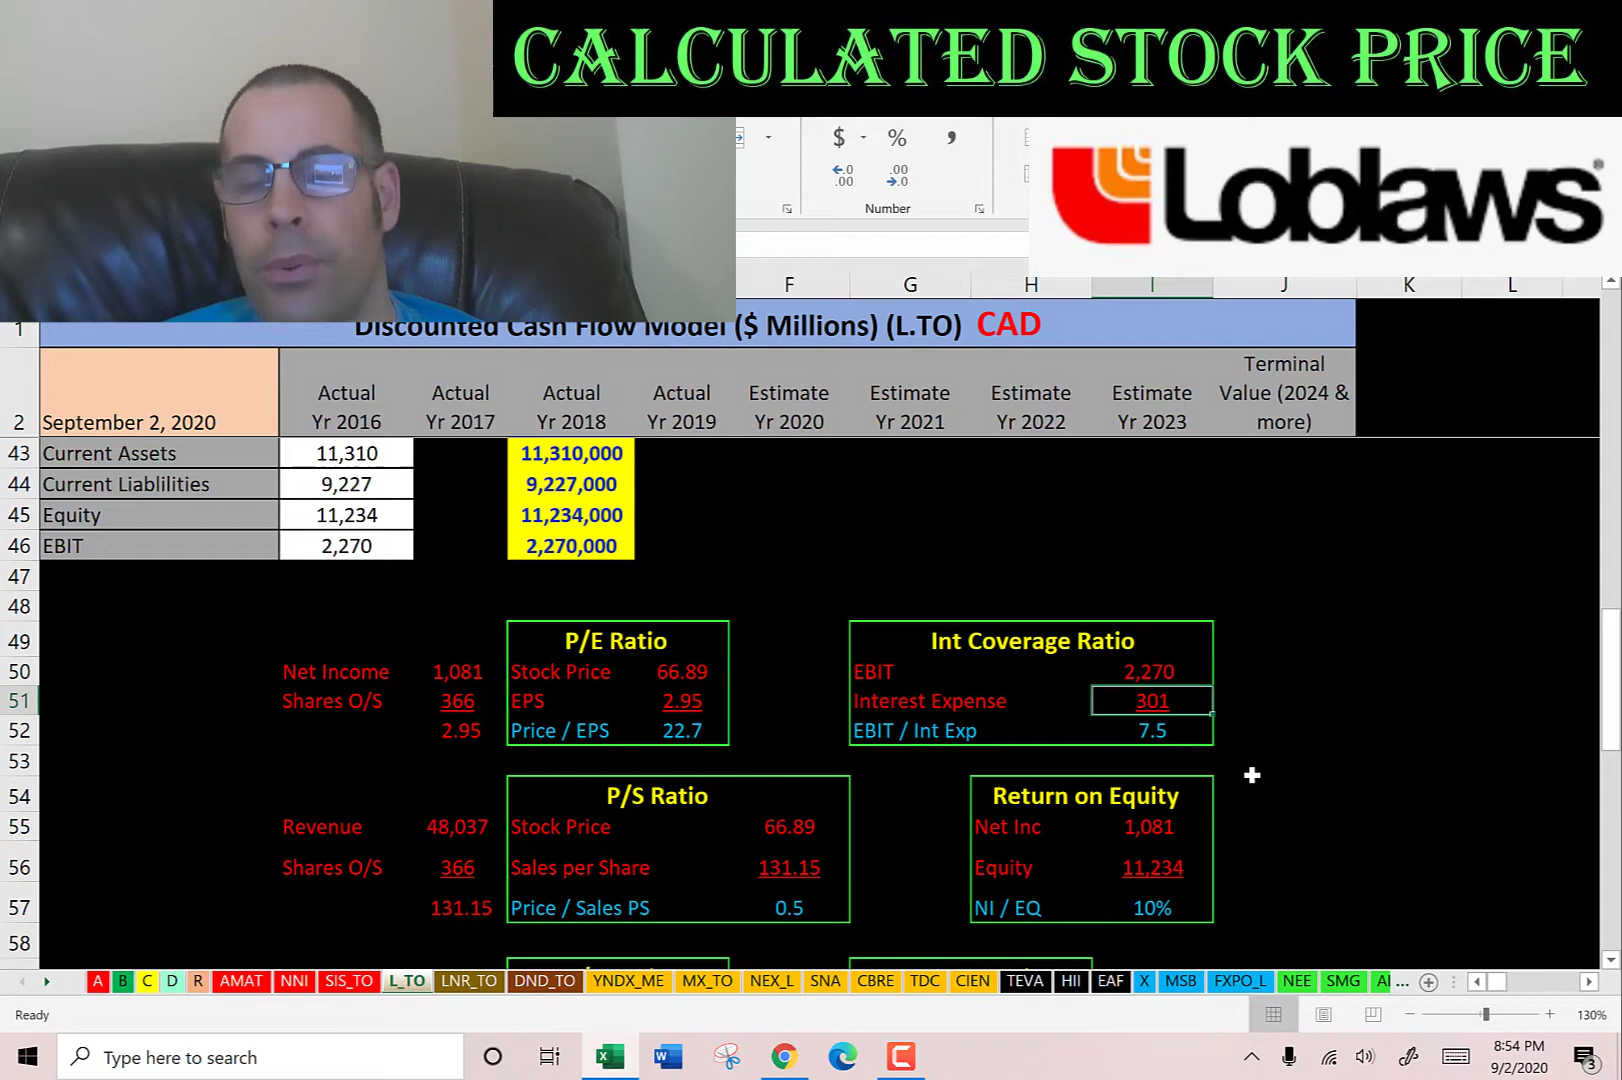 CALCULATED STOCK PRICE
$ % ,
.0 .00
.00 .0
Number
Loblaws®
F G H I J K L
1 Discounted Cash Flow Model ($ Millions) (L.TO) CAD
2 September 2, 2020 Actual Yr 2016 Actual Yr 2017 Actual Yr 2018 Actual Yr 2019 Estimate Yr 2020 Estimate Yr 2021 Estimate Yr 2022 Estimate Yr 2023 Terminal Value (2024 & more)
43 Current Assets 11,310 11,310,000
44 Current Liablilities 9,227 9,227,000
45 Equity 11,234 11,234,000
46 EBIT 2,270 2,270,000
47
48
49 P/E Ratio Int Coverage Ratio
50 Net Income 1,081 Stock Price 66.89 EBIT 2,270
51 Shares O/S 366 EPS 2.95 Interest Expense 301
52 2.95 Price / EPS 22.7 EBIT / Int Exp 7.5
53
54 P/S Ratio Return on Equity
55 Revenue 48,037 Stock Price 66.89 Net Inc 1,081
56 Shares O/S 366 Sales per Share 131.15 Equity 11,234
57 131.15 Price / Sales PS 0.5 NI / EQ 10%
58
A B C D R AMAT NNI SIS_TO L_TO LNR_TO DND_TO YNDX_ME MX_TO NEX_L SNA CBRE TDC CIEN TEVA HII EAF X MSB FXPO_L NEE SMG ...
Ready 130%
Type here to search
8:54 PM
9/2/2020
3